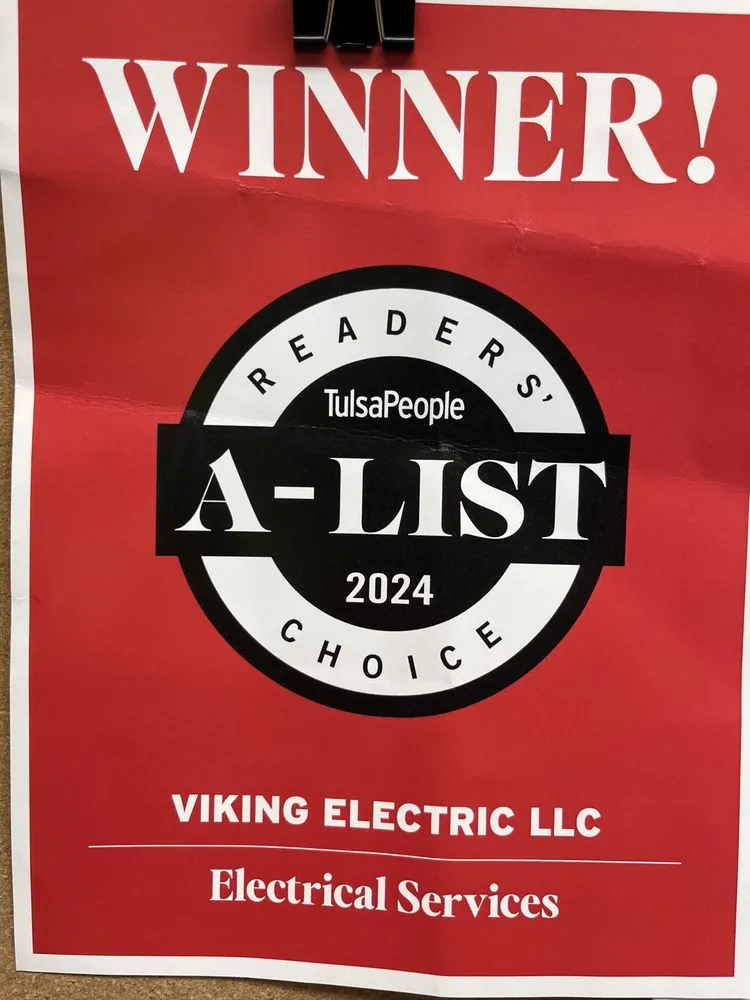 WINNER!
READERS'
TulsaPeople
A-LIST
2024
CHOICE
VIKING ELECTRIC LLC
Electrical Services